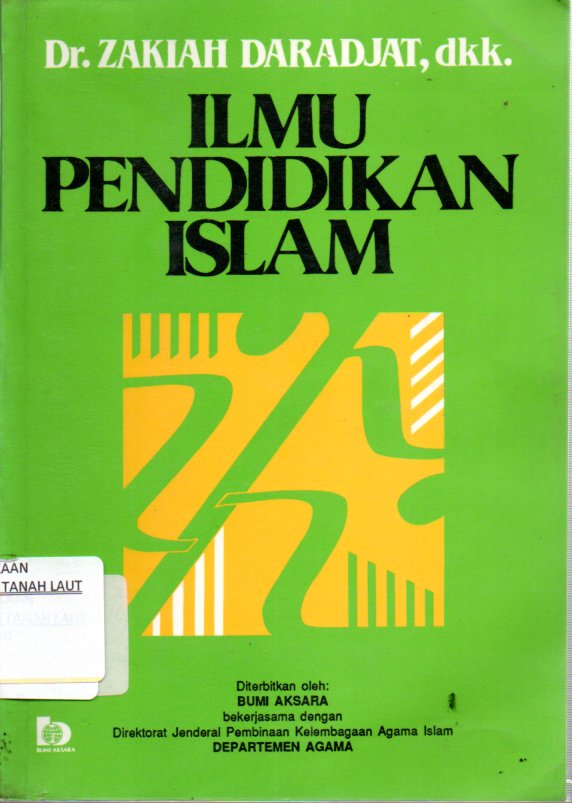 Dr. ZAKIAH DARADJAT, dkk.
ILMU
PENDIDIKAN
ISLAM
KAAN
TANAH LAUT
Diterbitkan oleh:
BUMI AKSARA
bekerjasama dengan
Direktorat Jenderal Pembinaan Kelembagaan Agama Islam
DEPARTEMEN AGAMA
BUMI AKSARA